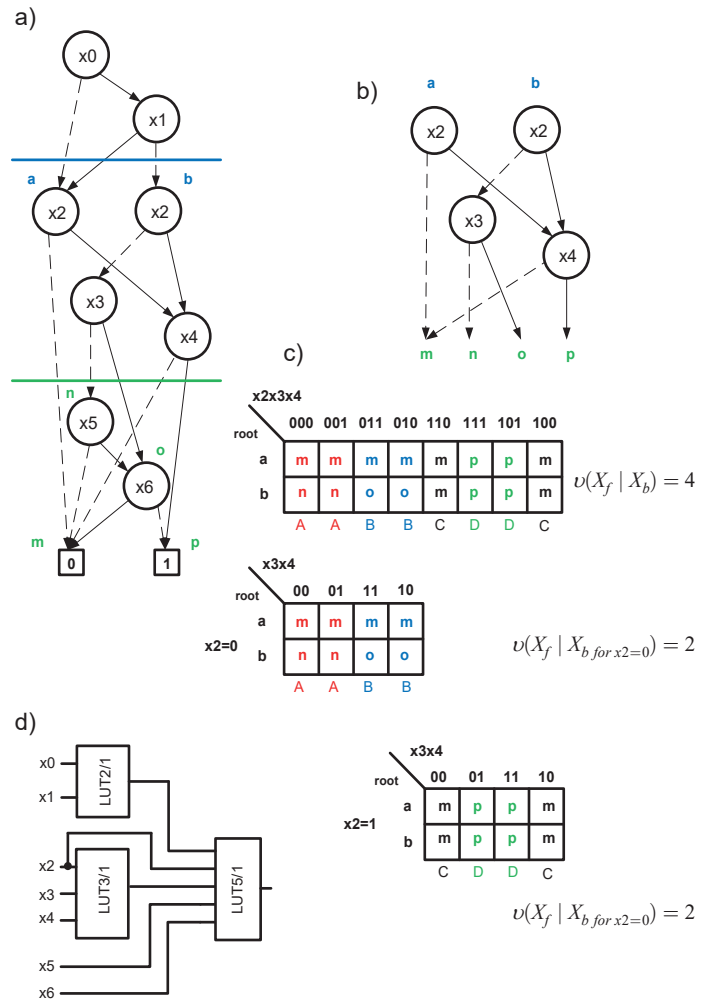 a)
x0
x1
a
b
x2
x2
x3
x4
n
x5
o
x6
m
p
0
1
b)
a
b
x2
x2
x3
x4
m n o p
c)
x2x3x4
root
000 001 011 010 110 111 101 100
a m m m m m p p m
b n n o o m p p m
A A B B C D D C
υ(X_f | X_b) = 4
x3x4
root
00 01 11 10
a m m m m
x2=0
b n n o o
A A B B
υ(X_f | X_b for x2=0) = 2
d)
x0
x1
LUT2/1
x2
x3
x4
LUT3/1
LUT5/1
x5
x6
x3x4
root
00 01 11 10
a m p p m
x2=1
b m p p m
C D D C
υ(X_f | X_b for x2=0) = 2